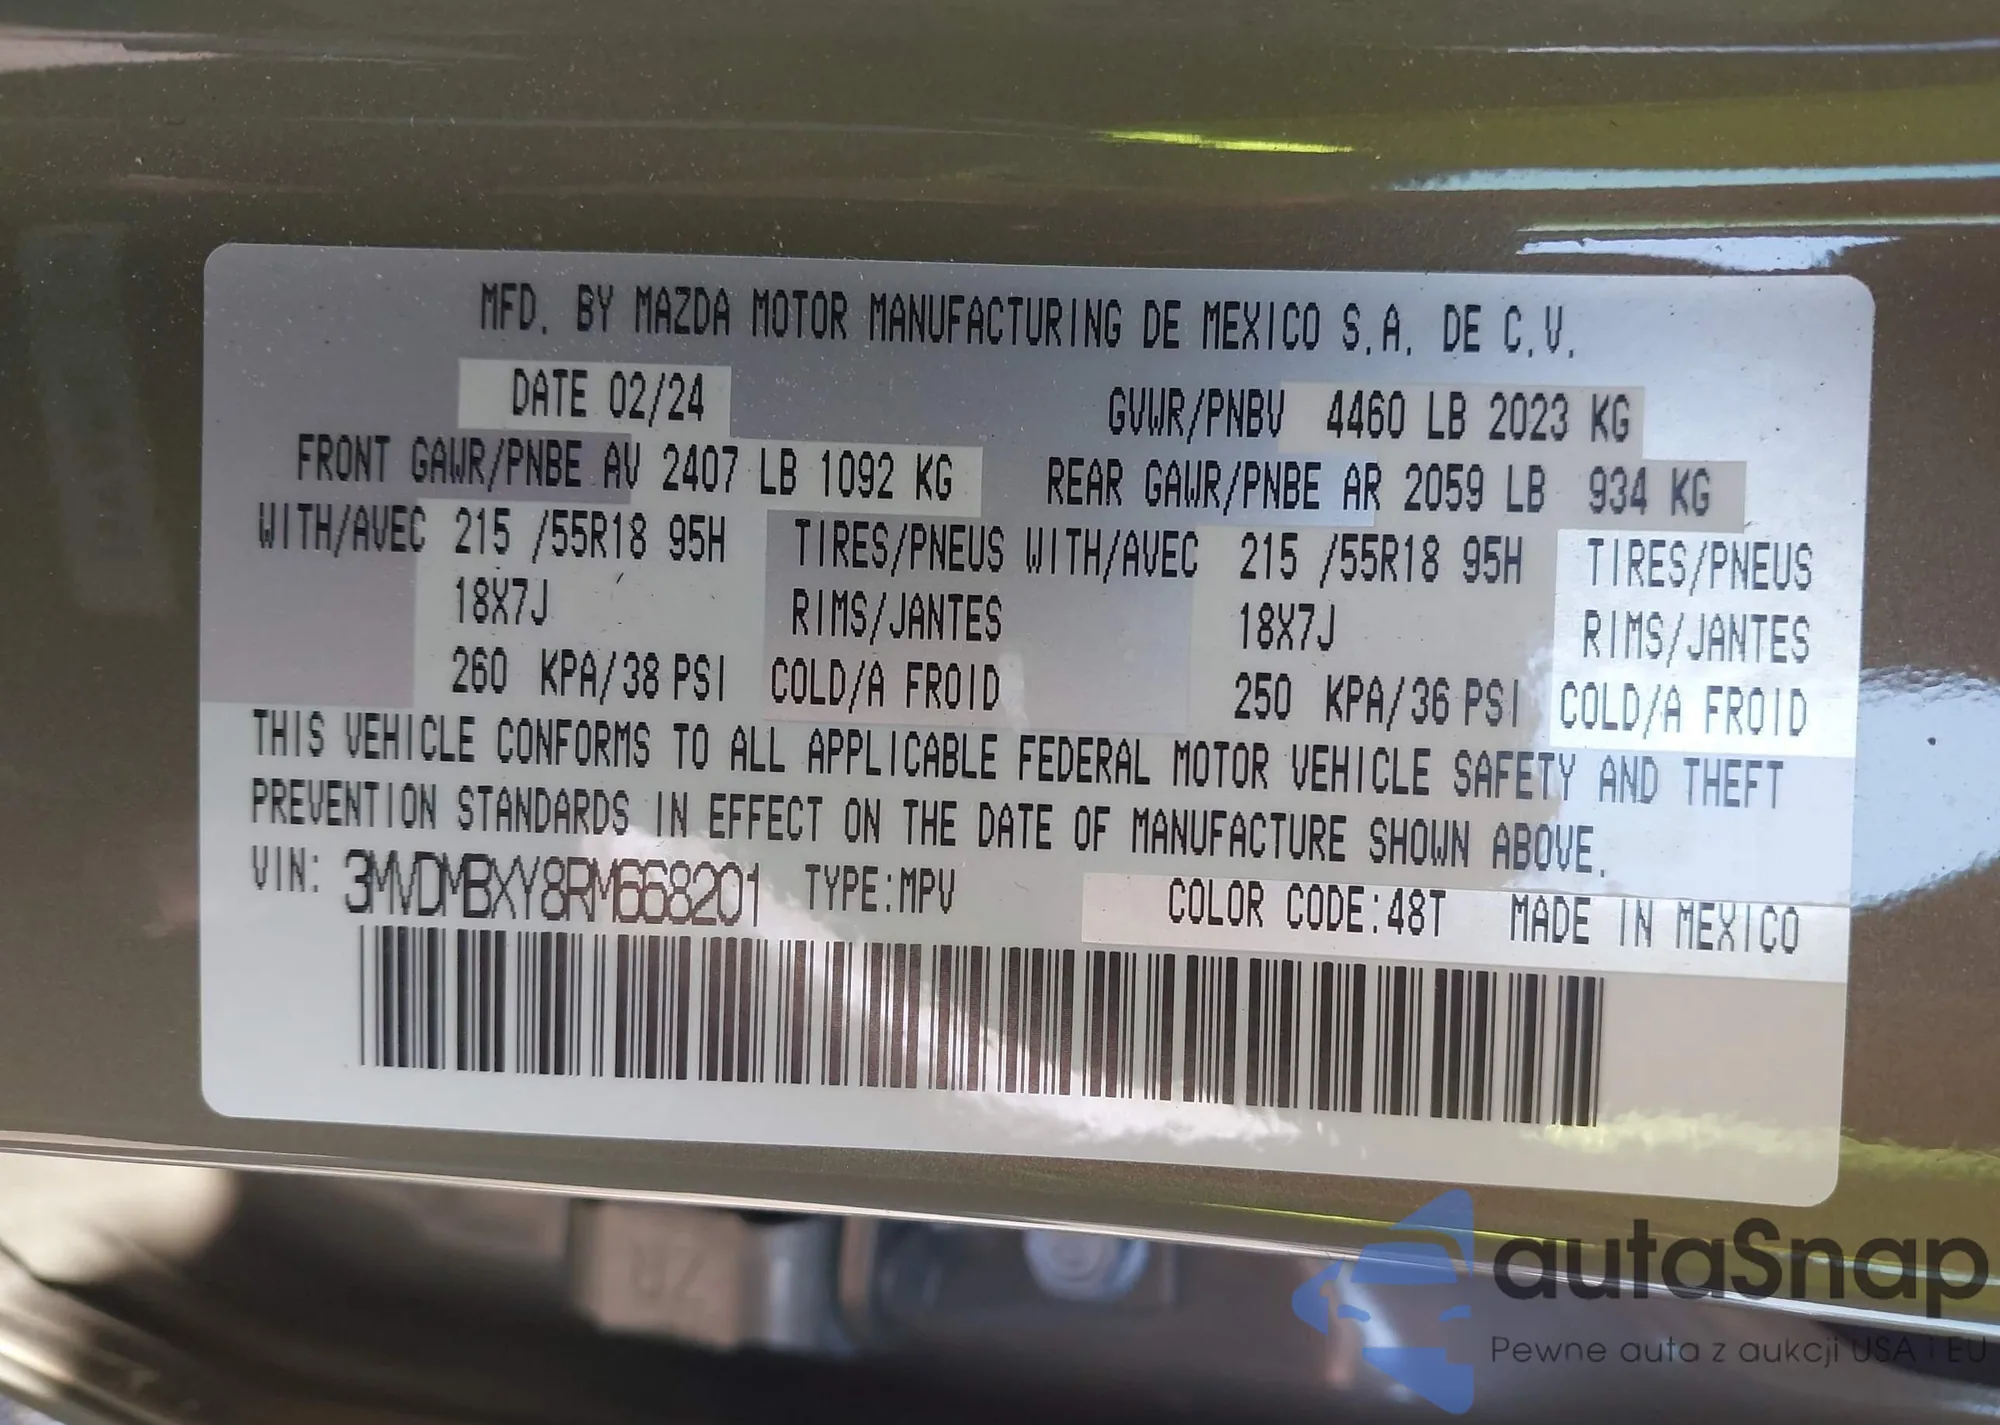 MFD. BY MAZDA MOTOR MANUFACTURING DE MEXICO S.A. DE C.V.
DATE 02/24 GVWR/PNBV 4460 LB 2023 KG
FRONT GAWR/PNBE AV 2407 LB 1092 KG REAR GAWR/PNBE AR 2059 LB 934 KG
WITH/AVEC 215 /55R18 95H TIRES/PNEUS WITH/AVEC 215 /55R18 95H TIRES/PNEUS
18X7J RIMS/JANTES 18X7J RIMS/JANTES
260 KPA/38 PSI COLD/A FROID 250 KPA/36 PSI COLD/A FROID
THIS VEHICLE CONFORMS TO ALL APPLICABLE FEDERAL MOTOR VEHICLE SAFETY AND THEFT
PREVENTION STANDARDS IN EFFECT ON THE DATE OF MANUFACTURE SHOWN ABOVE.
VIN: 3MVDMBXY8RM668201 TYPE:MPV COLOR CODE:48T MADE IN MEXICO
autaSnap
Pewne auta z aukcji USA i EU